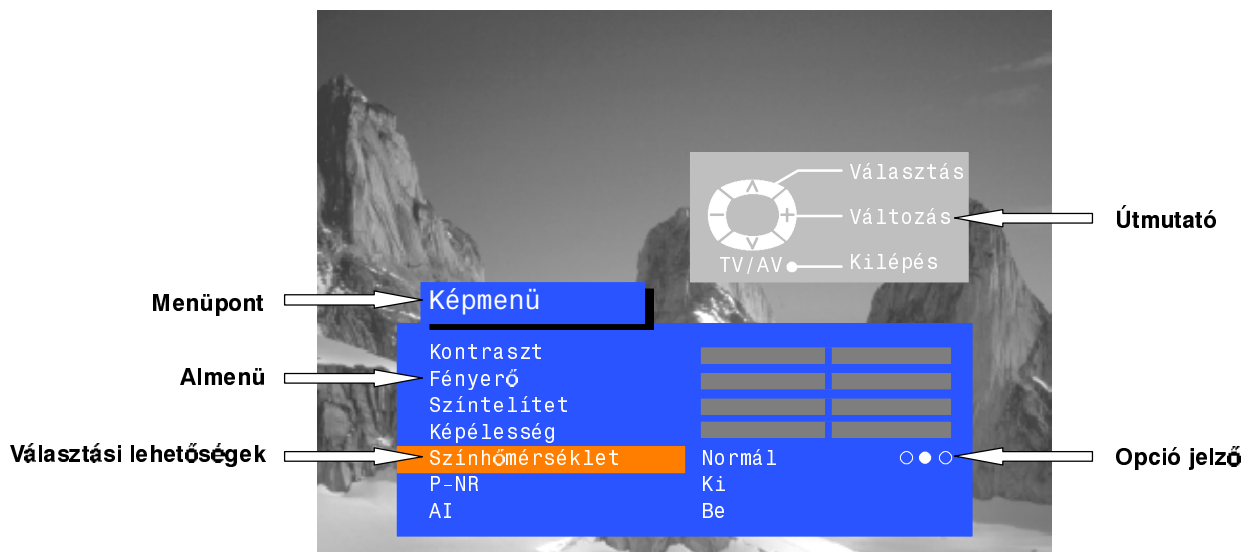 Választás
Változás
TV/AV
Kilépés
Útmutató
Menüpont
Képmenü
Kontraszt
Almenü
Fényerő
Színtelítet
Képélesség
Választási lehetőségek
Színhőmérséklet
Normál
Opció jelző
P-NR
Ki
AI
Be